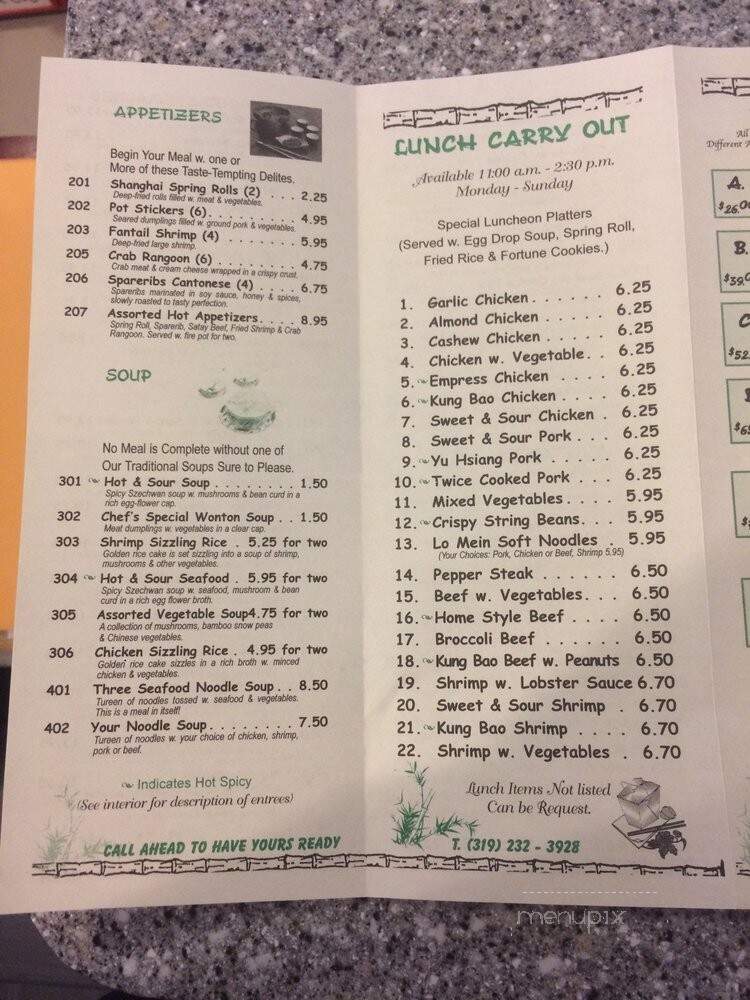 APPETIZERS
Begin Your Meal w. one or
More of these Taste-Tempting Delites.
201 Shanghai Spring Rolls (2) . . . 2.25
Deep-fried rolls filled w. meat & vegetables.
202 Pot Stickers (6). . . . . . . . . 4.95
Seared dumplings filled w. ground pork & vegetables.
203 Fantail Shrimp (4) . . . . . . . 5.95
Deep-fried large shrimp.
205 Crab Rangoon (6) . . . . . . . . 4.75
Crab meat & cream cheese wrapped in a crispy crust.
206 Spareribs Cantonese (4) . . . . 6.75
Spareribs marinated in soy sauce, honey & spices,
slowly roasted to tasty perfection.
207 Assorted Hot Appetizers. . . . 8.95
Spring Roll, Sparerib, Satay Beef, Fried Shrimp & Crab
Rangoon. Served w. fire pot for two.
SOUP
No Meal is Complete without one of
Our Traditional Soups Sure to Please.
301 Hot & Sour Soup . . . . . . . . 1.50
Spicy Szechwan soup w. mushrooms & bean curd in a
rich egg-flower cap.
302 Chef's Special Wonton Soup . . 1.50
Meat dumplings w. vegetables in a clear cap.
303 Shrimp Sizzling Rice . 5.25 for two
Golden rice cake is set sizzling into a soup of shrimp,
mushrooms & other vegetables.
304 Hot & Sour Seafood . 5.95 for two
Spicy Szechwan soup w. seafood, mushroom & bean
curd in a rich egg flower broth.
305 Assorted Vegetable Soup4.75 for two
A collection of mushrooms, bamboo snow peas
& Chinese vegetables.
306 Chicken Sizzling Rice . 4.95 for two
Golden rice cake sizzles in a rich broth w. minced
chicken & vegetables.
401 Three Seafood Noodle Soup . . 8.50
Tureen of noodles tossed w. seafood & vegetables.
This is a meal in itself!
402 Your Noodle Soup. . . . . . . . 7.50
Tureen of noodles w. your choice of chicken, shrimp,
pork or beef.
Indicates Hot Spicy
(See interior for description of entrees)
CALL AHEAD TO HAVE YOURS READY
LUNCH CARRY OUT
Available 11:00 a.m. - 2:30 p.m.
Monday - Sunday
Special Luncheon Platters
(Served w. Egg Drop Soup, Spring Roll,
Fried Rice & Fortune Cookies.)
1. Garlic Chicken . . . . . . 6.25
2. Almond Chicken . . . . . 6.25
3. Cashew Chicken . . . . . 6.25
4. Chicken w. Vegetable. . 6.25
5. Empress Chicken . . . . 6.25
6. Kung Bao Chicken . . . . 6.25
7. Sweet & Sour Chicken . 6.25
8. Sweet & Sour Pork . . . 6.25
9. Yu Hsiang Pork . . . . . 6.25
10. Twice Cooked Pork . . . 6.25
11. Mixed Vegetables . . . . 5.95
12. Crispy String Beans. . . 5.95
13. Lo Mein Soft Noodles . 5.95
(Your Choices: Pork, Chicken or Beef, Shrimp 5.95)
14. Pepper Steak . . . . . . 6.50
15. Beef w. Vegetables. . . 6.50
16. Home Style Beef . . . . 6.50
17. Broccoli Beef . . . . . . 6.50
18. Kung Bao Beef w. Peanuts 6.50
19. Shrimp w. Lobster Sauce 6.70
20. Sweet & Sour Shrimp . 6.70
21. Kung Bao Shrimp . . . . 6.70
22. Shrimp w. Vegetables . 6.70
Lunch Items Not listed
Can be Request.
T. (319) 232 - 3928
All
Different
A.
$26.00
B.
$39.0
C
$52.
menupix